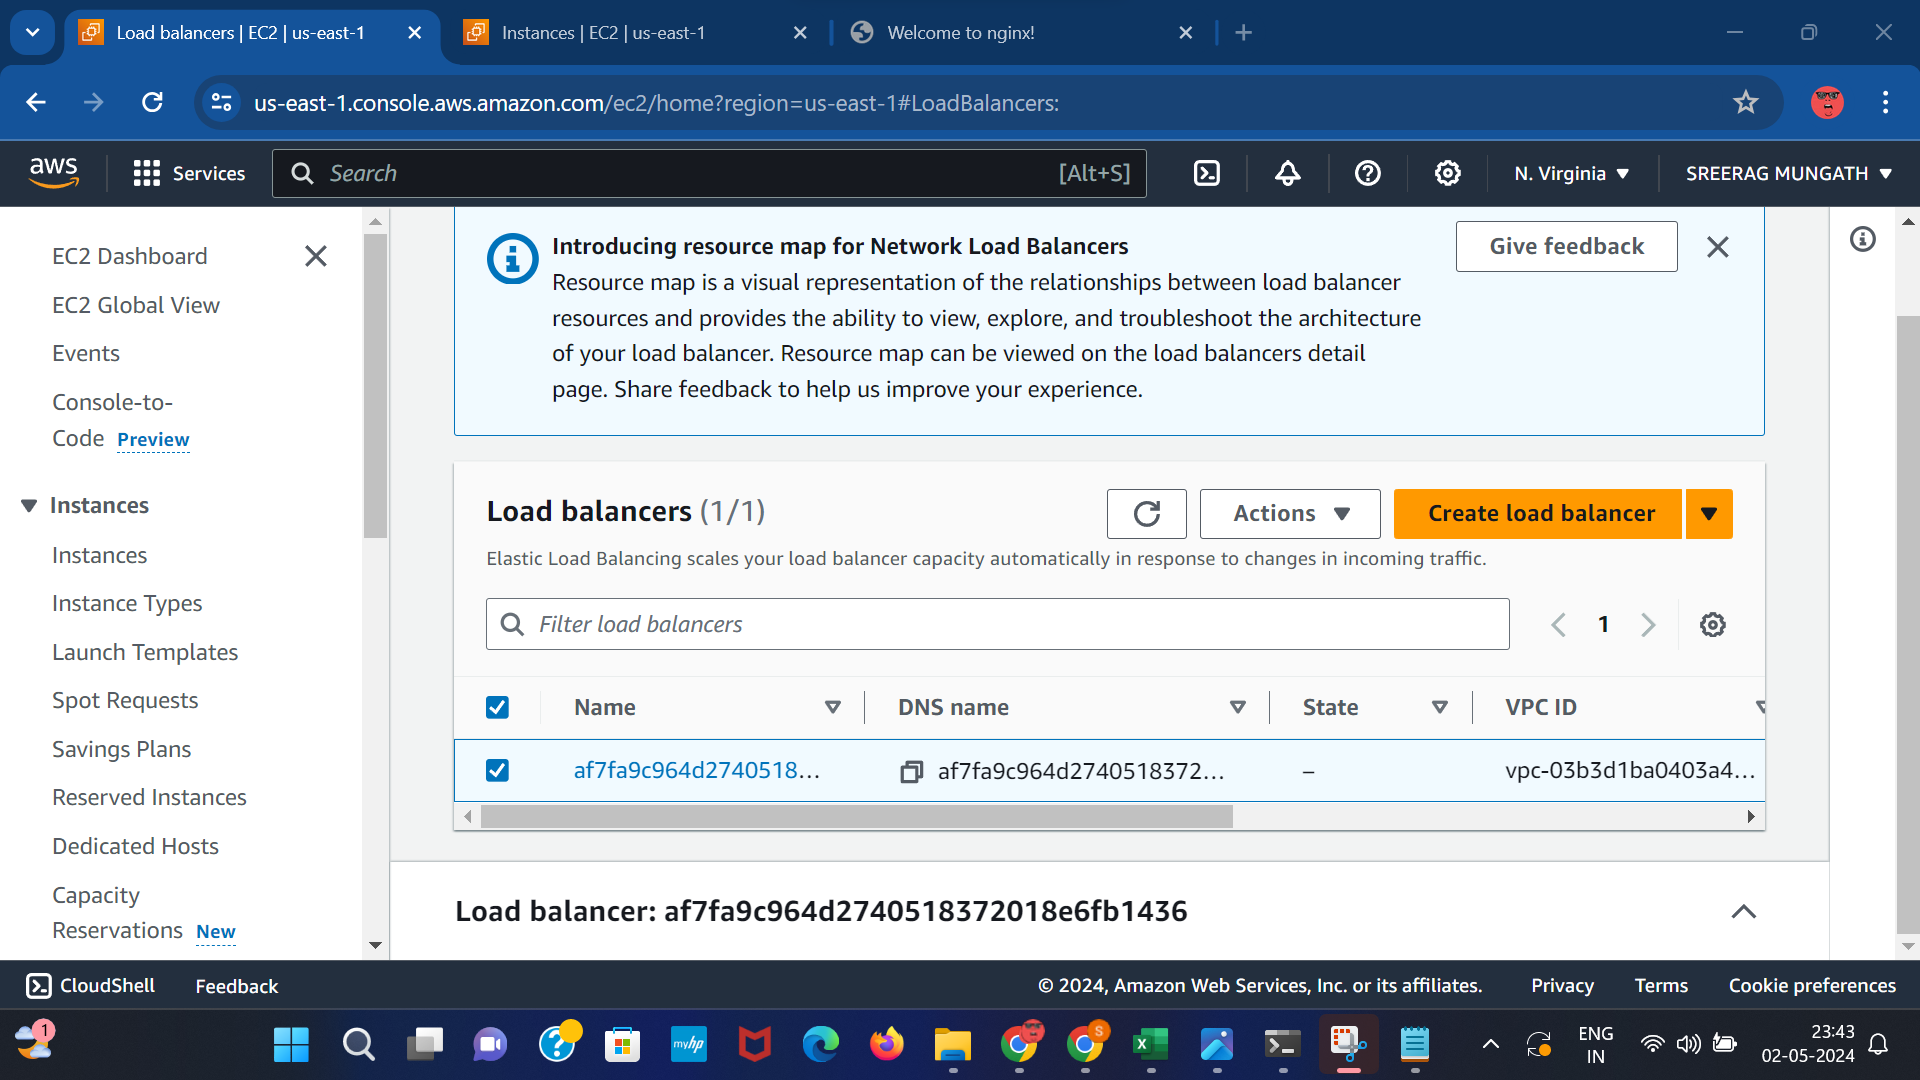 Load balancers | EC2 | us-east-1
Instances | EC2 | us-east-1
Welcome to nginx!
us-east-1.console.aws.amazon.com/ec2/home?region=us-east-1#LoadBalancers:
aws
Services
Search
[Alt+S]
N. Virginia
SREERAG MUNGATH
EC2 Dashboard
EC2 Global View
Events
Console-to-
Code Preview
Instances
Instances
Instance Types
Launch Templates
Spot Requests
Savings Plans
Reserved Instances
Dedicated Hosts
Capacity
Reservations New
Introducing resource map for Network Load Balancers
Resource map is a visual representation of the relationships between load balancer
resources and provides the ability to view, explore, and troubleshoot the architecture
of your load balancer. Resource map can be viewed on the load balancers detail
page. Share feedback to help us improve your experience.
Give feedback
Load balancers (1/1)
Actions
Create load balancer
Elastic Load Balancing scales your load balancer capacity automatically in response to changes in incoming traffic.
Filter load balancers
1
Name
DNS name
State
VPC ID
af7fa9c964d2740518...
af7fa9c964d2740518372...
–
vpc-03b3d1ba0403a4...
Load balancer: af7fa9c964d2740518372018e6fb1436
CloudShell
Feedback
© 2024, Amazon Web Services, Inc. or its affiliates.
Privacy
Terms
Cookie preferences
1
myhp
S
ENG
IN
23:43
02-05-2024